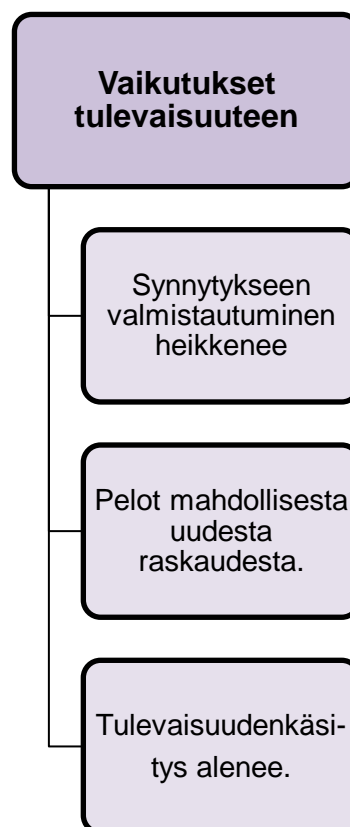 Vaikutukset
tulevaisuuteen
Synnytykseen
valmistautuminen
heikkenee
Pelot mahdollisesta
uudesta
raskaudesta.
Tulevaisuudenkäsi-
tys alenee.